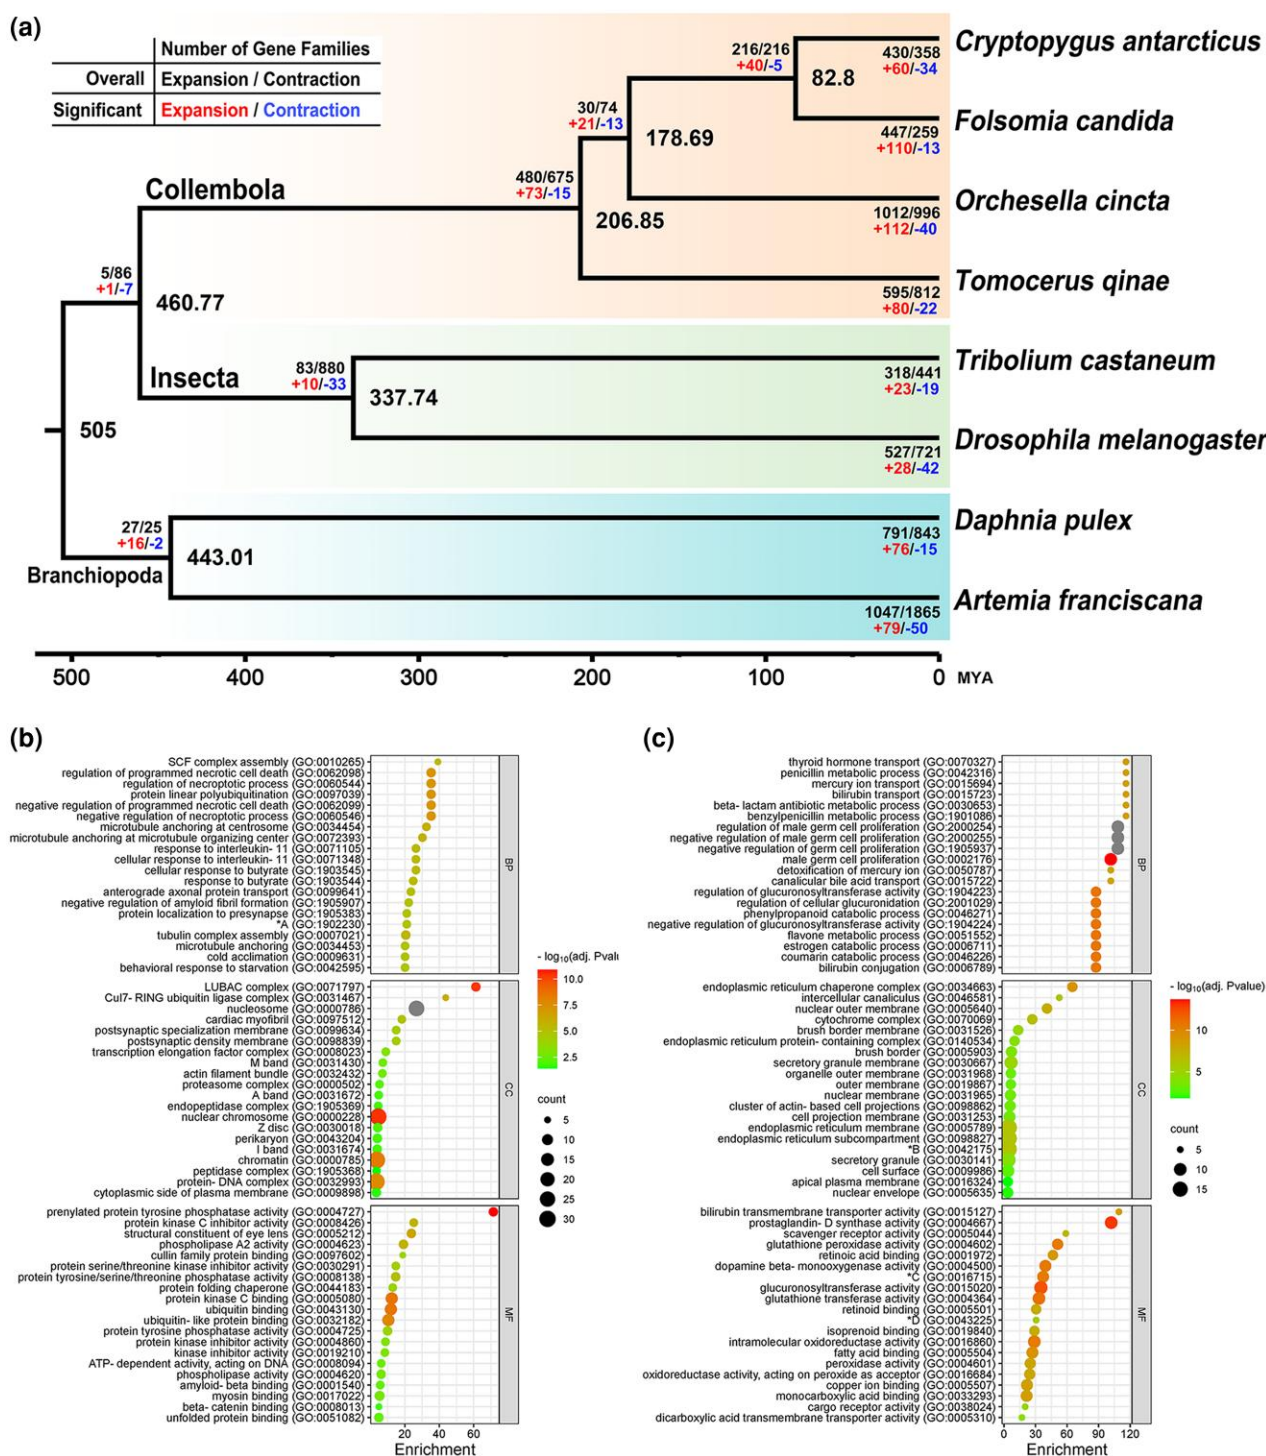 (a)
Number of Gene Families
Overall Expansion / Contraction
Significant Expansion / Contraction
216/216
+40/-5
430/358
+60/-34
Cryptopygus antarcticus
82.8
30/74
+21/-13
447/259
+110/-13
Folsomia candida
178.69
480/675
+73/-15
Collembola
1012/996
+112/-40
Orchesella cincta
206.85
595/812
+80/-22
Tomocerus qinae
5/86
+1/-7
460.77
83/880
+10/-33
Insecta
318/441
+23/-19
Tribolium castaneum
337.74
505
527/721
+28/-42
Drosophila melanogaster
27/25
+16/-2
Branchiopoda
443.01
791/843
+76/-15
Daphnia pulex
1047/1865
+79/-50
Artemia franciscana
500 400 300 200 100 0 MYA
(b)
SCF complex assembly (GO:0010265)
regulation of programmed necrotic cell death (GO:0062098)
regulation of necroptotic process (GO:0060544)
protein linear polyubiquitination (GO:0097039)
negative regulation of programmed necrotic cell death (GO:0062099)
negative regulation of necroptotic process (GO:0060546)
microtubule anchoring at centrosome (GO:0034454)
microtubule anchoring at microtubule organizing center (GO:0072393)
response to interleukin- 11 (GO:0071105)
cellular response to interleukin- 11 (GO:0071348)
cellular response to butyrate (GO:1903545)
response to butyrate (GO:1903544)
anterograde axonal protein transport (GO:0099641)
negative regulation of amyloid fibril formation (GO:1905907)
protein localization to presynapse (GO:1905383)
*A (GO:1902230)
tubulin complex assembly (GO:0007021)
microtubule anchoring (GO:0034453)
cold acclimation (GO:0009631)
behavioral response to starvation (GO:0042595)
BP
LUBAC complex (GO:0071797)
Cul7- RING ubiquitin ligase complex (GO:0031467)
nucleosome (GO:0000786)
cardiac myofibril (GO:0097512)
postsynaptic specialization membrane (GO:0099634)
postsynaptic density membrane (GO:0098839)
transcription elongation factor complex (GO:0008023)
M band (GO:0031430)
actin filament bundle (GO:0032432)
proteasome complex (GO:0000502)
A band (GO:0031672)
endopeptidase complex (GO:1905369)
nuclear chromosome (GO:0000228)
Z disc (GO:0030018)
perikaryon (GO:0043204)
I band (GO:0031674)
chromatin (GO:0000785)
peptidase complex (GO:1905368)
protein- DNA complex (GO:0032993)
cytoplasmic side of plasma membrane (GO:0009898)
CC
prenylated protein tyrosine phosphatase activity (GO:0004727)
protein kinase C inhibitor activity (GO:0008426)
structural constituent of eye lens (GO:0005212)
phospholipase A2 activity (GO:0004623)
cullin family protein binding (GO:0097602)
protein serine/threonine kinase inhibitor activity (GO:0030291)
protein tyrosine/serine/threonine phosphatase activity (GO:0008138)
protein folding chaperone (GO:0044183)
protein kinase C binding (GO:0005080)
ubiquitin binding (GO:0043130)
ubiquitin- like protein binding (GO:0032182)
protein tyrosine phosphatase activity (GO:0004725)
protein kinase inhibitor activity (GO:0004860)
kinase inhibitor activity (GO:0019210)
ATP- dependent activity, acting on DNA (GO:0008094)
phospholipase activity (GO:0004620)
amyloid- beta binding (GO:0001540)
myosin binding (GO:0017022)
beta- catenin binding (GO:0008013)
unfolded protein binding (GO:0051082)
MF
20 40 60
Enrichment
- log10(adj. Pvalu
10.0
7.5
5.0
2.5
count
5
10
15
20
25
30
(c)
thyroid hormone transport (GO:0070327)
penicillin metabolic process (GO:0042316)
mercury ion transport (GO:0015694)
bilirubin transport (GO:0015723)
beta- lactam antibiotic metabolic process (GO:0030653)
benzylpenicillin metabolic process (GO:1901086)
regulation of male germ cell proliferation (GO:2000254)
negative regulation of male germ cell proliferation (GO:2000255)
negative regulation of germ cell proliferation (GO:1905937)
male germ cell proliferation (GO:0002176)
detoxification of mercury ion (GO:0050787)
canalicular bile acid transport (GO:0015722)
regulation of glucuronosyltransferase activity (GO:1904223)
regulation of cellular glucuronidation (GO:2001029)
phenylpropanoid catabolic process (GO:0046271)
negative regulation of glucuronosyltransferase activity (GO:1904224)
flavone metabolic process (GO:0051552)
estrogen catabolic process (GO:0006711)
coumarin catabolic process (GO:0046226)
bilirubin conjugation (GO:0006789)
BP
endoplasmic reticulum chaperone complex (GO:0034663)
intercellular canaliculus (GO:0046581)
nuclear outer membrane (GO:0005640)
cytochrome complex (GO:0070069)
brush border membrane (GO:0031526)
endoplasmic reticulum protein- containing complex (GO:0140534)
brush border (GO:0005903)
secretory granule membrane (GO:0030667)
organelle outer membrane (GO:0031968)
outer membrane (GO:0019867)
nuclear membrane (GO:0031965)
cluster of actin- based cell projections (GO:0098862)
cell projection membrane (GO:0031253)
endoplasmic reticulum membrane (GO:0005789)
endoplasmic reticulum subcompartment (GO:0098827)
*B (GO:0042175)
secretory granule (GO:0030141)
cell surface (GO:0009986)
apical plasma membrane (GO:0016324)
nuclear envelope (GO:0005635)
CC
bilirubin transmembrane transporter activity (GO:0015127)
prostaglandin- D synthase activity (GO:0004667)
scavenger receptor activity (GO:0005044)
glutathione peroxidase activity (GO:0004602)
retinoic acid binding (GO:0001972)
dopamine beta- monooxygenase activity (GO:0004500)
*C (GO:0016715)
glucuronosyltransferase activity (GO:0015020)
glutathione transferase activity (GO:0004364)
retinoid binding (GO:0005501)
*D (GO:0043225)
isoprenoid binding (GO:0019840)
intramolecular oxidoreductase activity (GO:0016860)
fatty acid binding (GO:0005504)
peroxidase activity (GO:0004601)
oxidoreductase activity, acting on peroxide as acceptor (GO:0016684)
copper ion binding (GO:0005507)
monocarboxylic acid binding (GO:0033293)
cargo receptor activity (GO:0038024)
dicarboxylic acid transmembrane transporter activity (GO:0005310)
MF
0 30 60 90 120
Enrichment
- log10(adj. Pvalue)
10
5
count
5
10
15